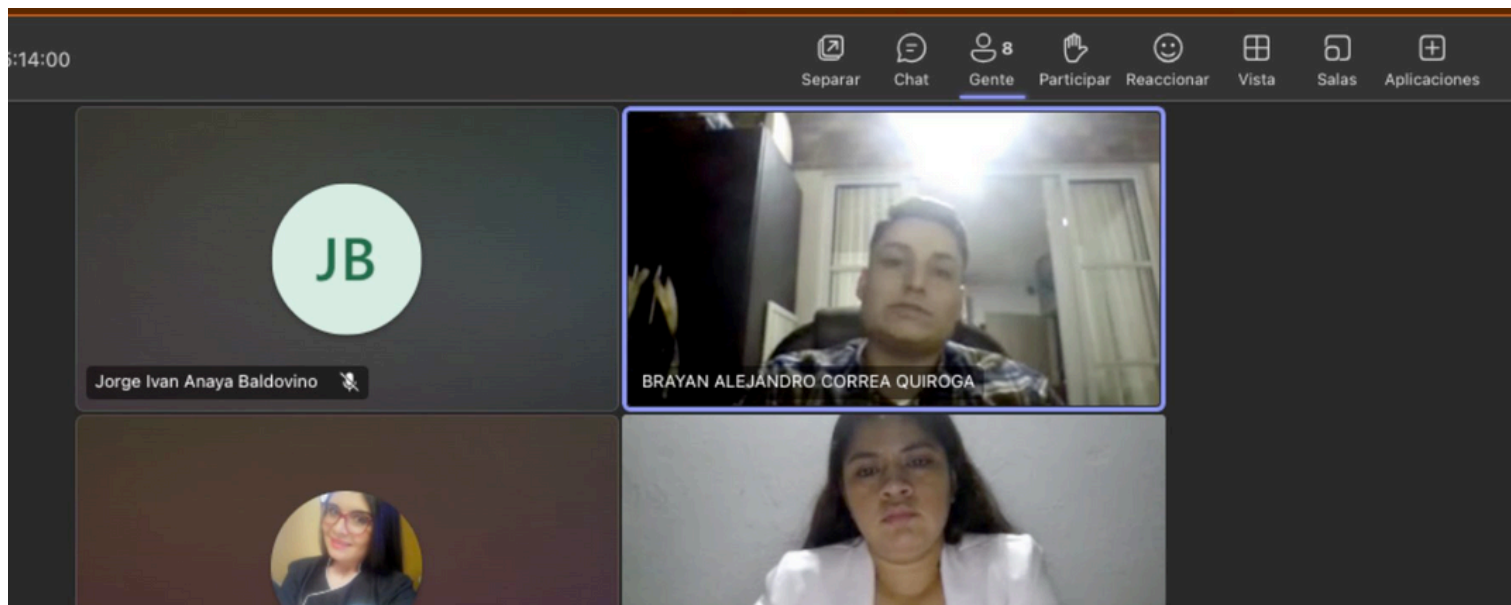 5:14:00
8
Separar Chat Gente Participar Reaccionar Vista Salas Aplicaciones
JB
Jorge Ivan Anaya Baldovino
BRAYAN ALEJANDRO CORREA QUIROGA